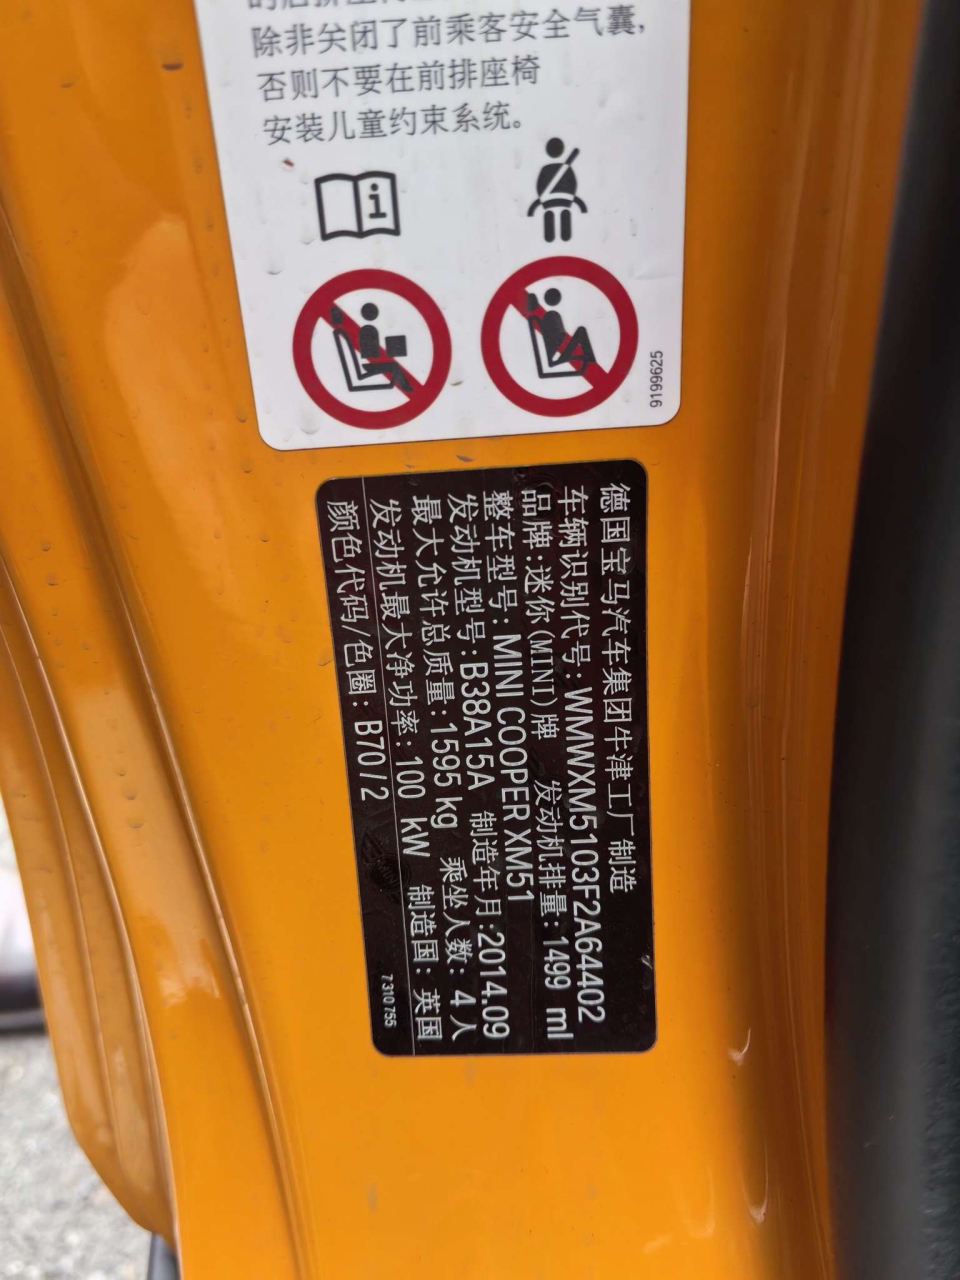 除非关闭了前乘客安全气囊,
否则不要在前排座椅
安装儿童约束系统。
9199625
德国宝马汽车集团牛津工厂制造
车辆识别代号: WMWXM5103F2A64402
品牌:迷你(MINI)牌 发动机排量:1499 ml
整车型号: MINI COOPER XM51
发动机型号: B38A15A 制造年月:2014.09
最大允许总质量:1595 kg 乘坐人数: 4人
发动机最大净功率: 100 kW 制造国: 英国
颜色代码/色圈: B70/2
7310755